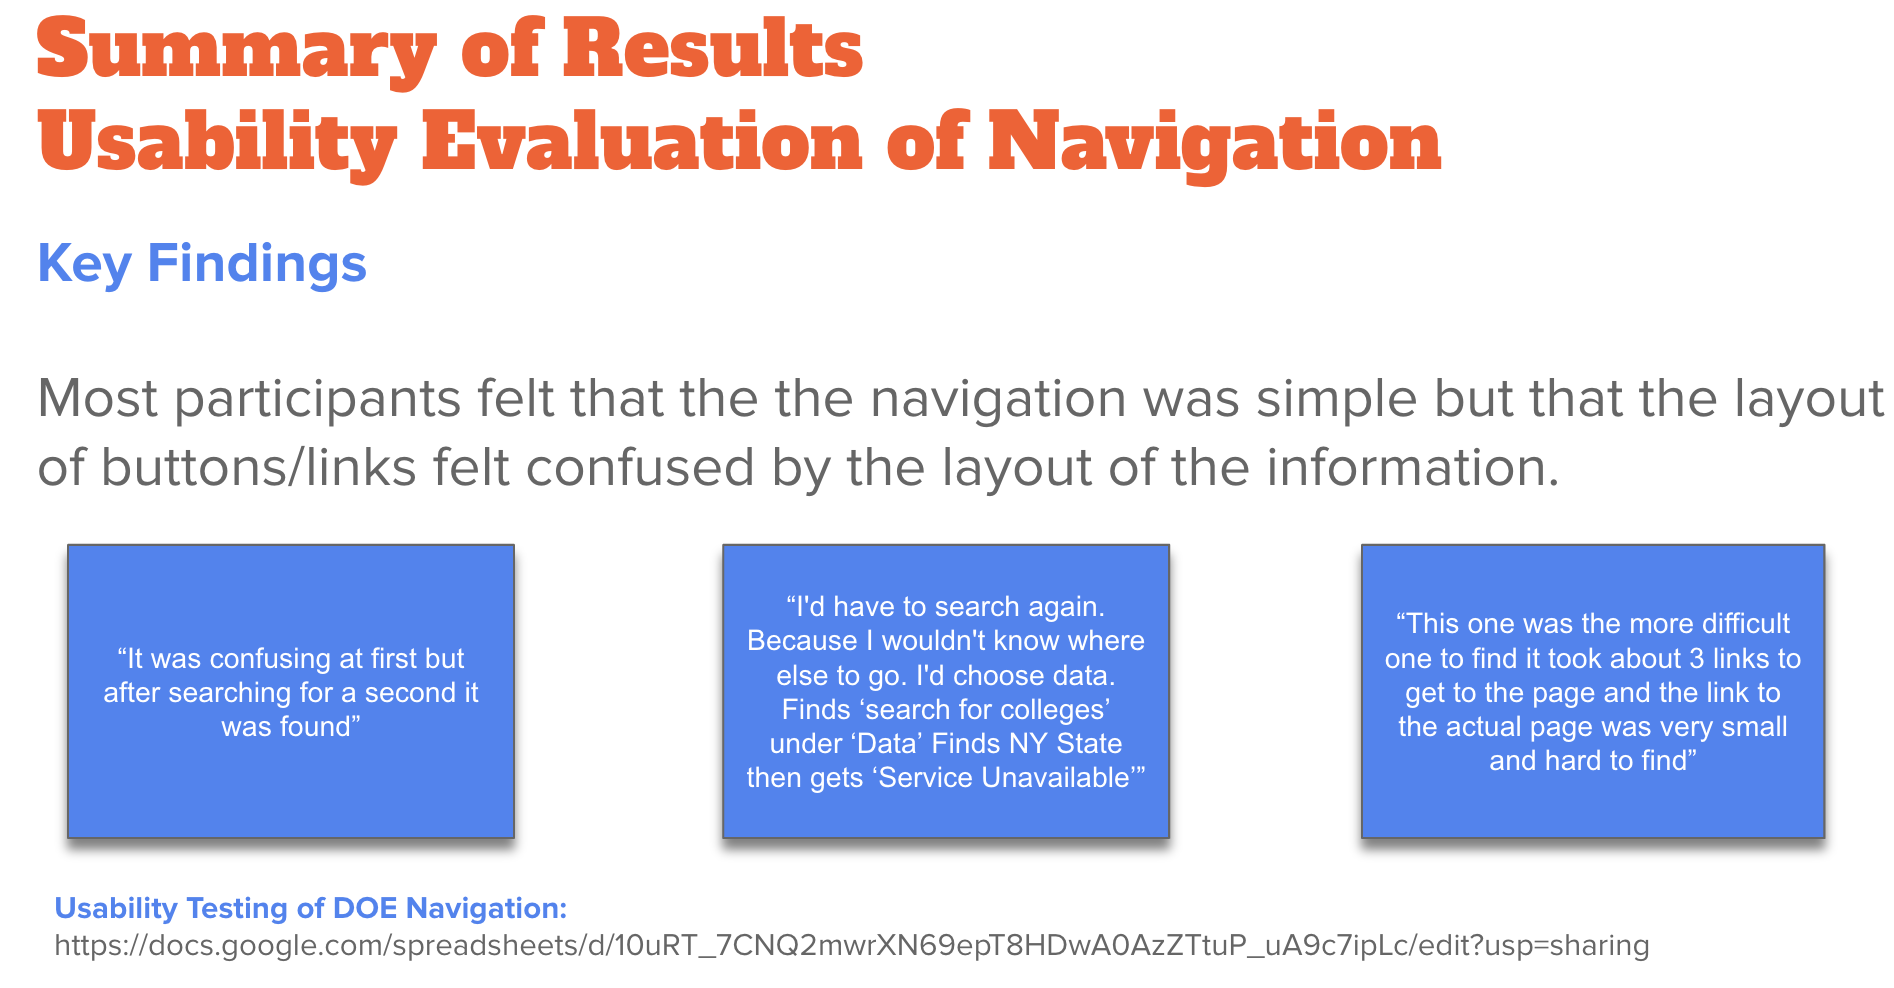 Summary of Results
Usability Evaluation of Navigation
Key Findings
Most participants felt that the the navigation was simple but that the layout
of buttons/links felt confused by the layout of the information.
“It was confusing at first but
after searching for a second it
was found”
“I'd have to search again.
Because I wouldn't know where
else to go. I'd choose data.
Finds ‘search for colleges’
under ‘Data’ Finds NY State
then gets ‘Service Unavailable’”
“This one was the more difficult
one to find it took about 3 links to
get to the page and the link to
the actual page was very small
and hard to find”
Usability Testing of DOE Navigation:
https://docs.google.com/spreadsheets/d/10uRT_7CNQ2mwrXN69epT8HDwA0AzZTtuP_uA9c7ipLc/edit?usp=sharing